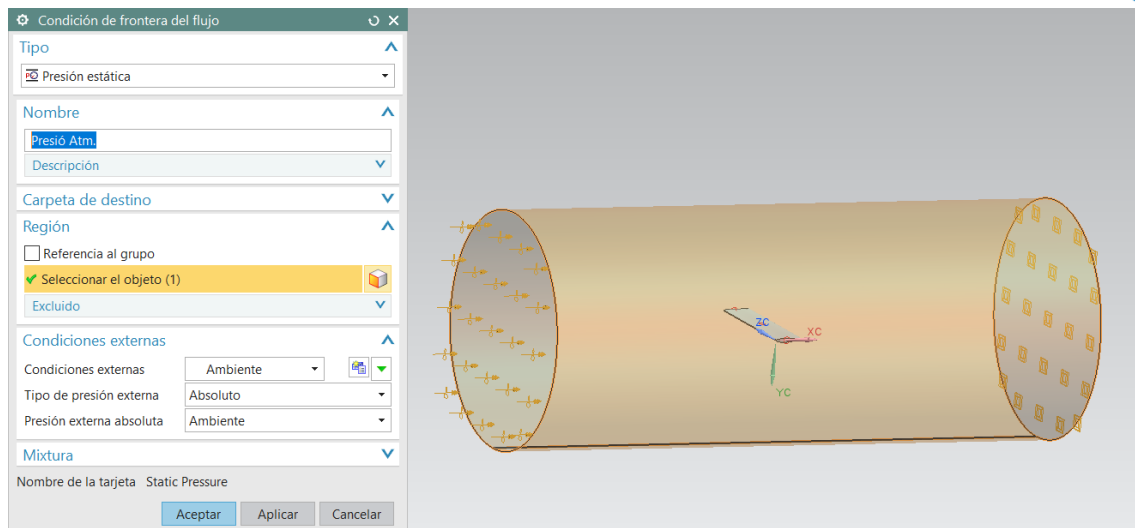 Condición de frontera del flujo
Tipo
Presión estática
Nombre
Presió Atm.
Descripción
Carpeta de destino
Región
Referencia al grupo
Seleccionar el objeto (1)
Excluido
Condiciones externas
Condiciones externas Ambiente
Tipo de presión externa Absoluto
Presión externa absoluta Ambiente
Mixtura
Nombre de la tarjeta Static Pressure
Aceptar Aplicar Cancelar
ZC XC
YC